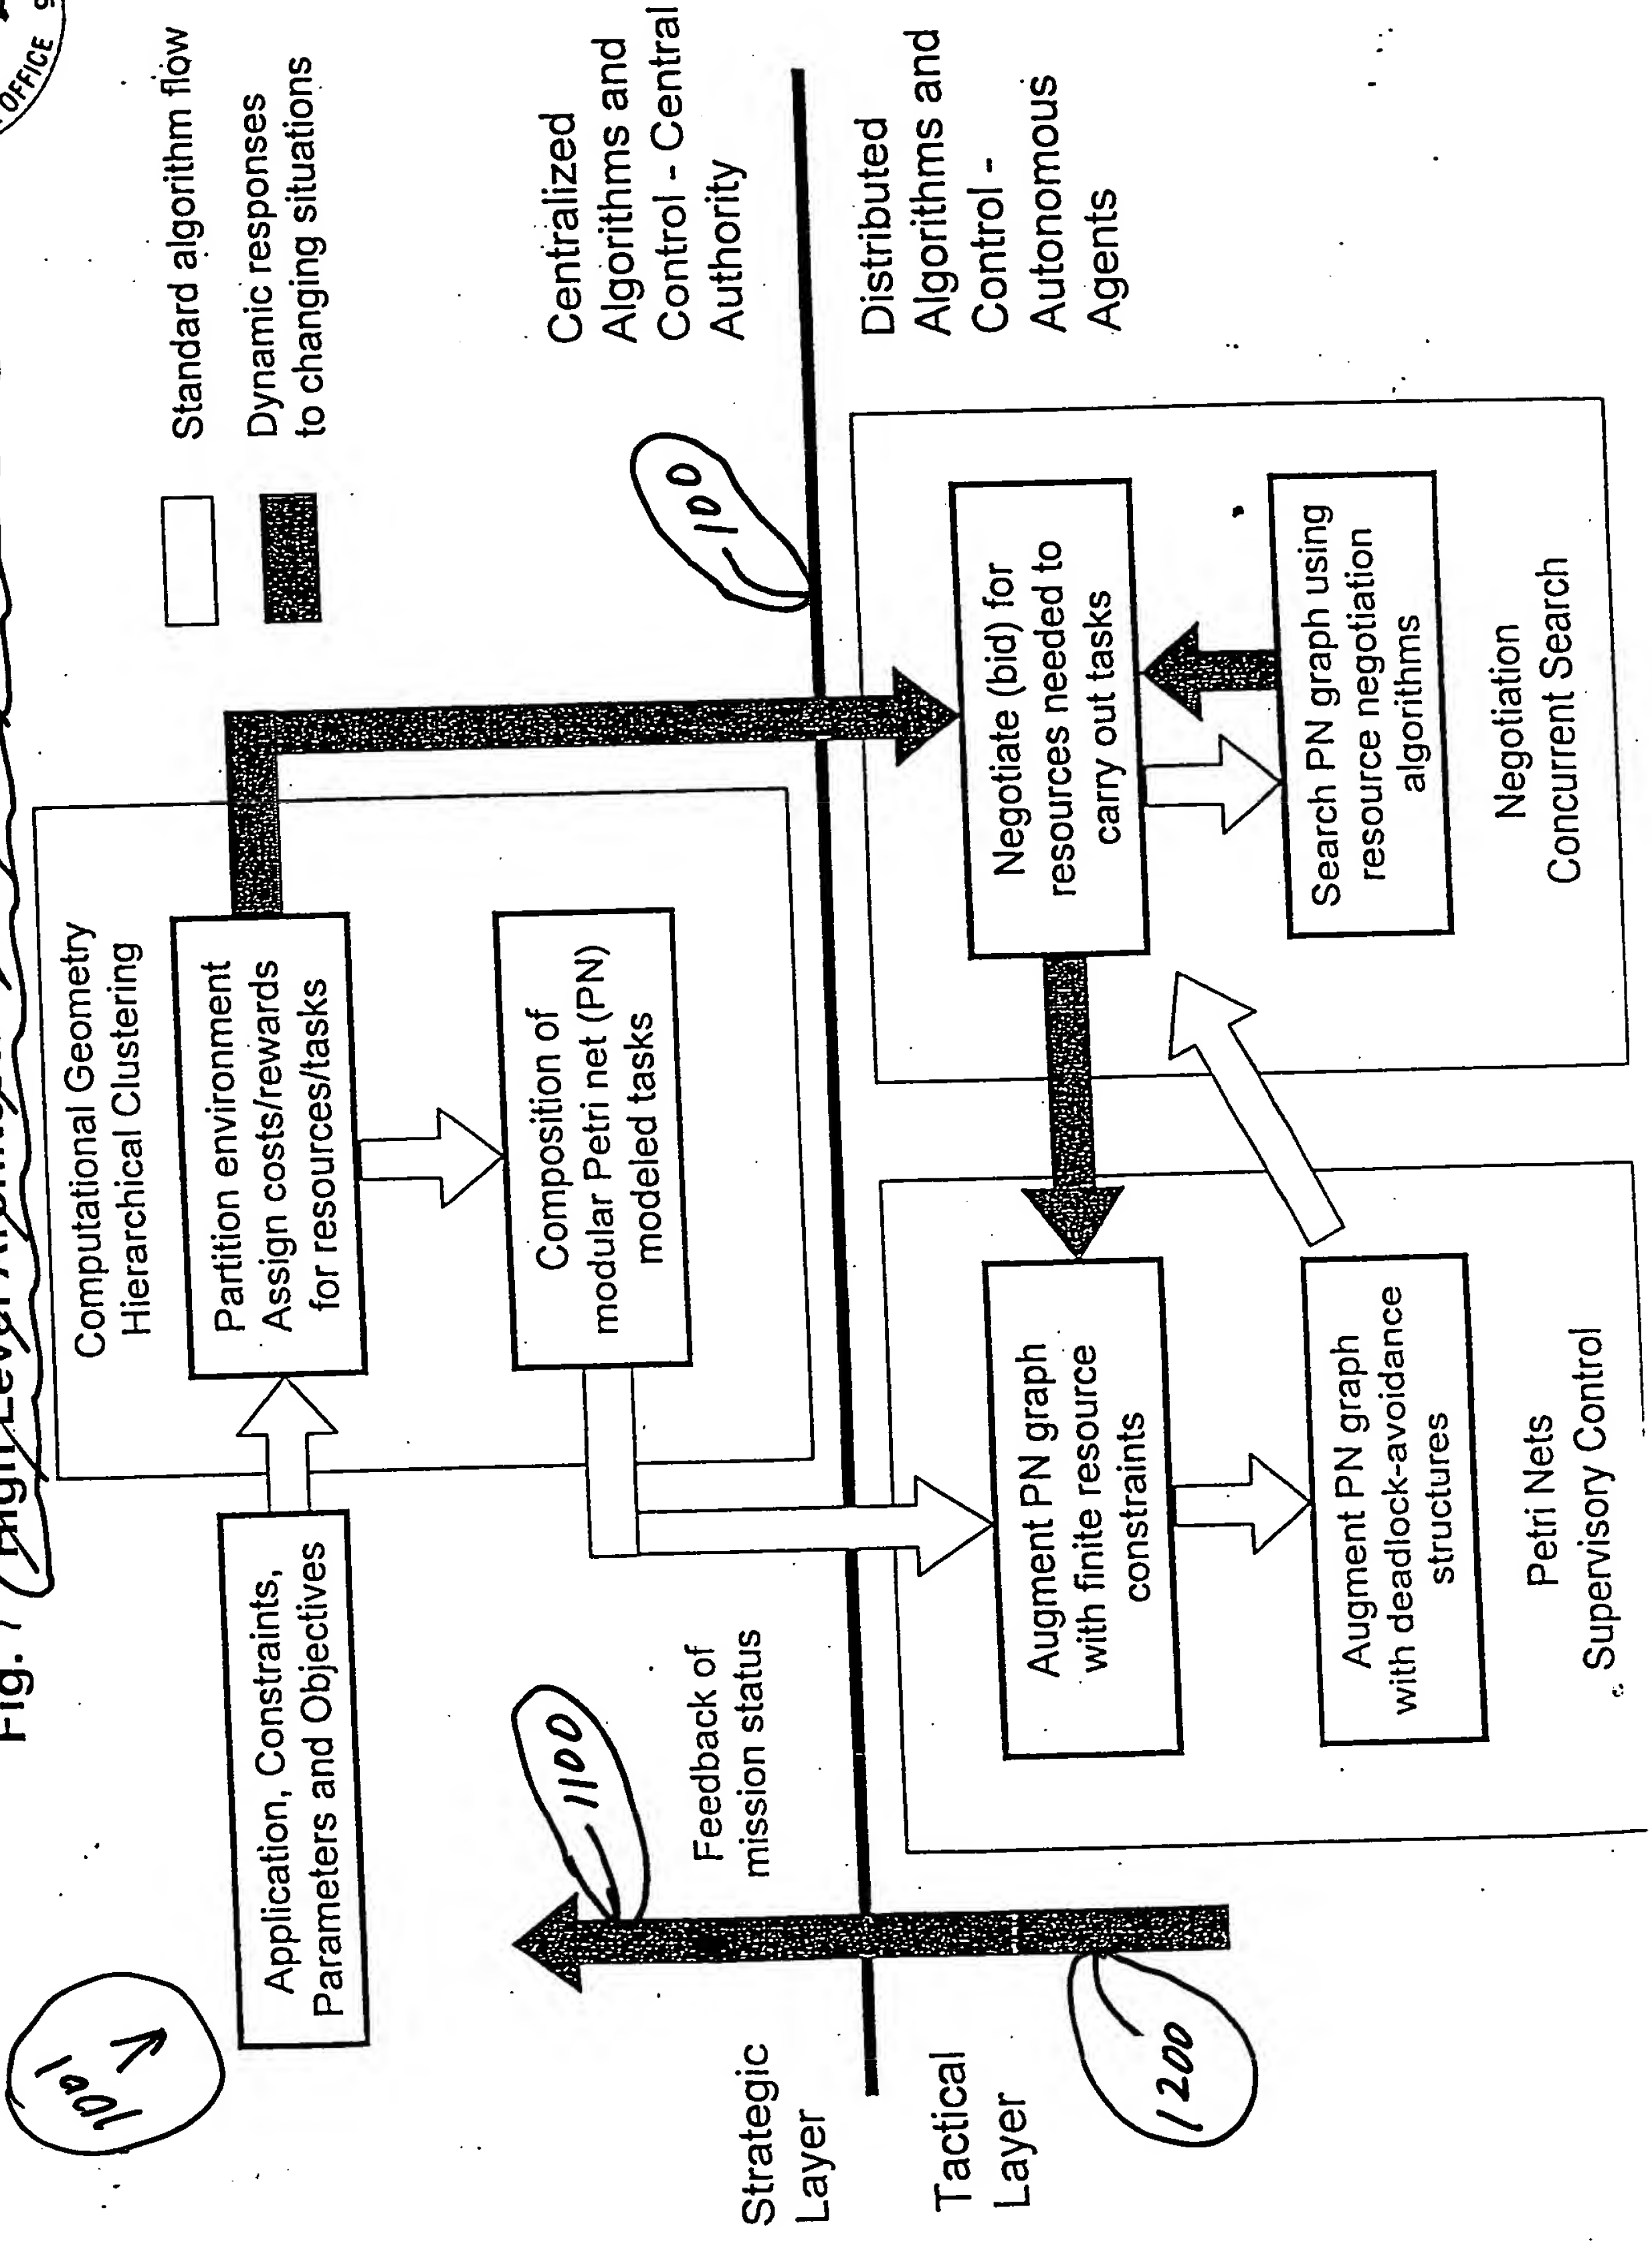 OFFICE
Fig. 1
High Level
1001
Standard algorithm flow
Dynamic responses
to changing situations
Computational Geometry
Hierarchical Clustering
Application, Constraints,
Parameters and Objectives
Partition environment
Assign costs/rewards
for resources/tasks
Composition of
modular Petri net (PN)
modeled tasks
Centralized
Algorithms and
Control - Central
Authority
1100
100
Feedback of
mission status
Strategic
Layer
Tactical
Layer
1200
Distributed
Algorithms and
Control -
Autonomous
Agents
Augment PN graph
with finite resource
constraints
Augment PN graph
with deadlock-avoidance
structures
Petri Nets
Supervisory Control
Negotiate (bid) for
resources needed to
carry out tasks
Search PN graph using
resource negotiation
algorithms
Negotiation
Concurrent Search